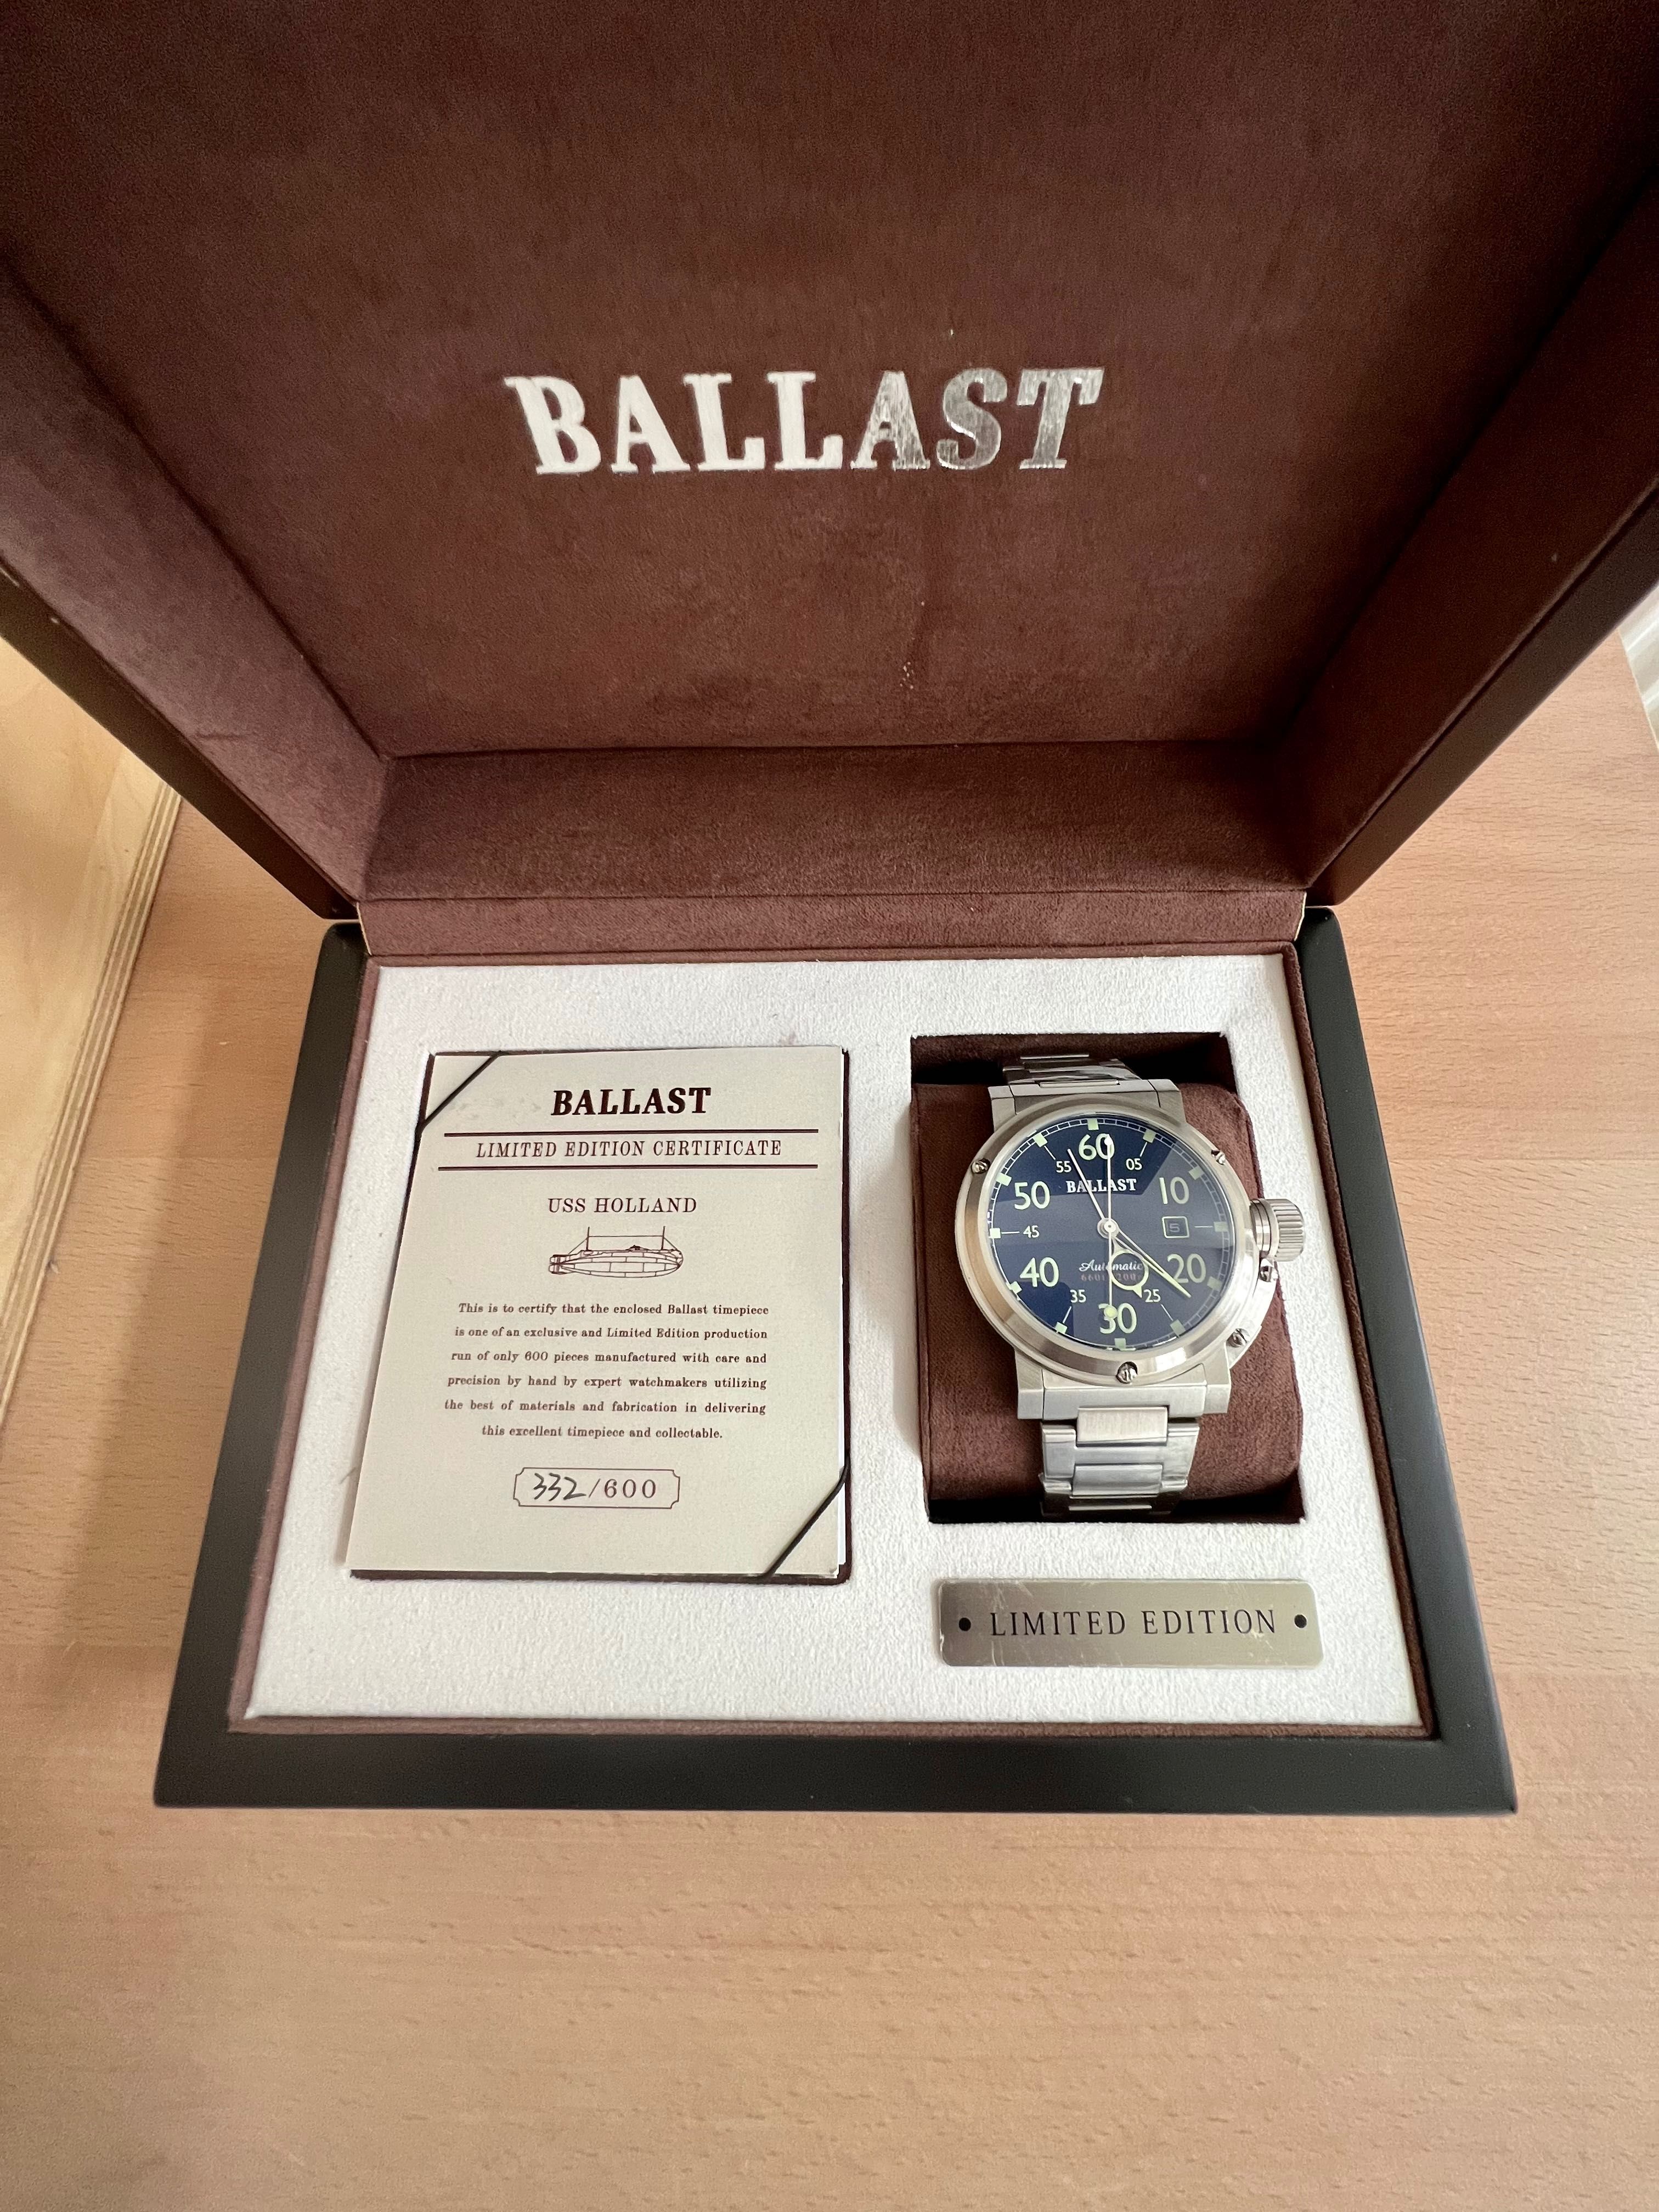 BALLAST
BALLAST
LIMITED EDITION CERTIFICATE
USS HOLLAND
This is to certify that the enclosed Ballast timepiece
is one of an exclusive and Limited Edition production
run of only 600 pieces manufactured with care and
precision by hand by expert watchmakers utilizing
the best of materials and fabrication in delivering
this excellent timepiece and collectable.
332/600
60
55
05
BALLAST
50
10
45
5
40
20
Automatic
35
25
30
LIMITED EDITION